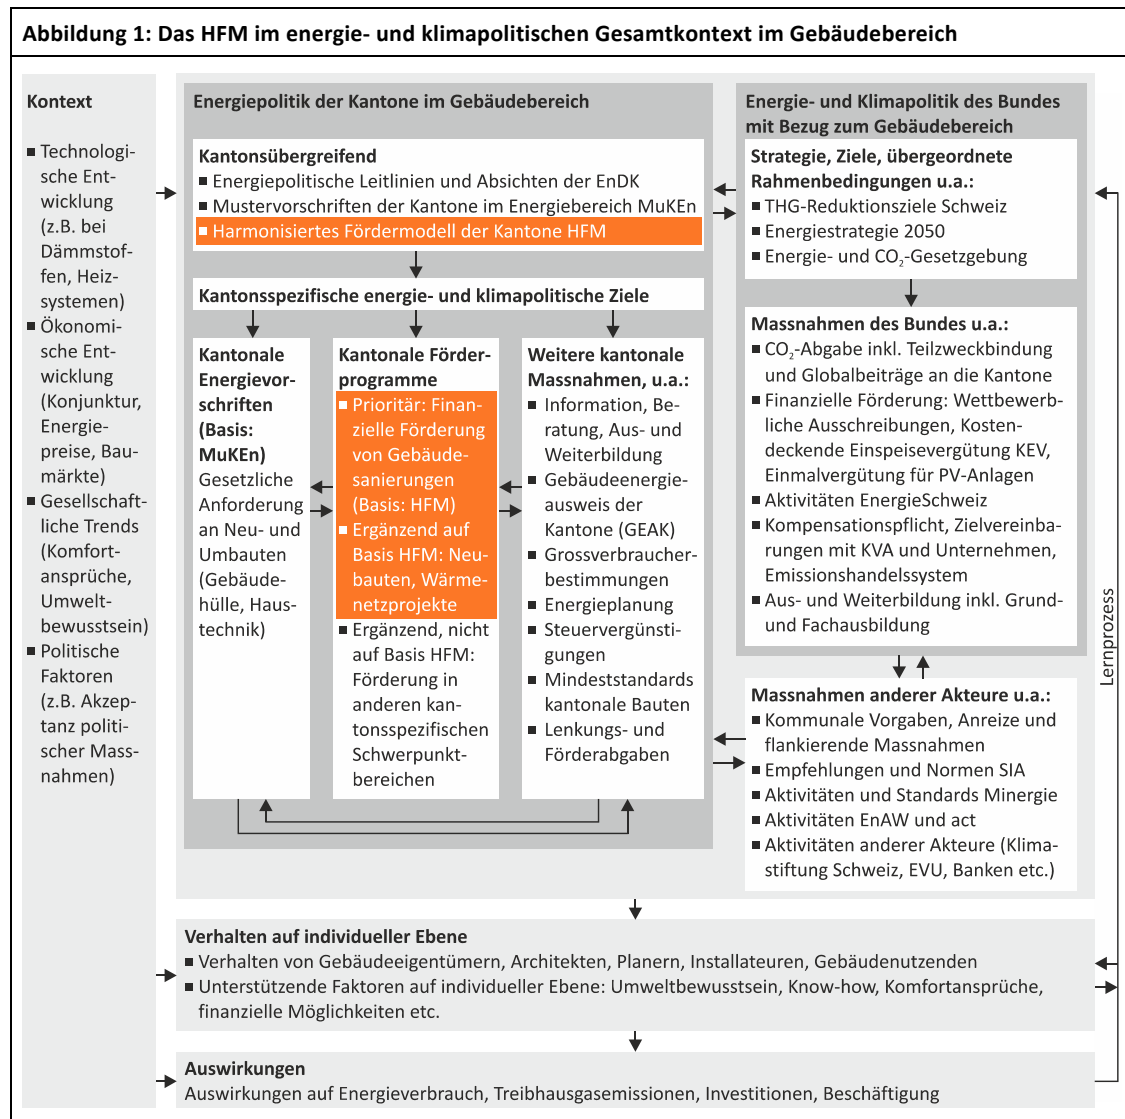 Abbildung 1: Das HFM im energie- und klimapolitischen Gesamtkontext im Gebäudebereich
Kontext
■ Technologi-
sche Ent-
wicklung
(z.B. bei
Dämmstof-
fen, Heiz-
systemen)
■ Ökonomi-
sche Ent-
wicklung
(Konjunktur,
Energie-
preise, Bau-
märkte)
■ Gesellschaft-
liche Trends
(Komfort-
ansprüche,
Umwelt-
bewusstsein)
■ Politische
Faktoren
(z.B. Akzep-
tanz politi-
scher Mass-
nahmen)
Energiepolitik der Kantone im Gebäudebereich
Kantonsübergreifend
■ Energiepolitische Leitlinien und Absichten der EnDK
■ Mustervorschriften der Kantone im Energiebereich MuKEn
■ Harmonisiertes Fördermodell der Kantone HFM
Kantonsspezifische energie- und klimapolitische Ziele
Kantonale
Energievor-
schriften
(Basis:
MuKEn)
Gesetzliche
Anforderung
an Neu- und
Umbauten
(Gebäude-
hülle, Haus-
technik)
Kantonale Förder-
programme
■ Prioritär: Finan-
zielle Förderung
von Gebäude-
sanierungen
(Basis: HFM)
■ Ergänzend auf
Basis HFM: Neu-
bauten, Wärme-
netzprojekte
■ Ergänzend, nicht
auf Basis HFM:
Förderung in
anderen kan-
tonsspezifischen
Schwerpunkt-
bereichen
Weitere kantonale
Massnahmen, u.a.:
■ Information, Be-
ratung, Aus- und
Weiterbildung
■ Gebäudeenergie-
ausweis der
Kantone (GEAK)
■ Grossverbraucher-
bestimmungen
■ Energieplanung
■ Steuervergünsti-
gungen
■ Mindeststandards
kantonale Bauten
■ Lenkungs- und
Förderabgaben
Energie- und Klimapolitik des Bundes
mit Bezug zum Gebäudebereich
Strategie, Ziele, übergeordnete
Rahmenbedingungen u.a.:
■ THG-Reduktionsziele Schweiz
■ Energiestrategie 2050
■ Energie- und CO₂-Gesetzgebung
Massnahmen des Bundes u.a.:
■ CO₂-Abgabe inkl. Teilzweckbindung
und Globalbeiträge an die Kantone
■ Finanzielle Förderung: Wettbewerb-
liche Ausschreibungen, Kosten-
deckende Einspeisevergütung KEV,
Einmalvergütung für PV-Anlagen
■ Aktivitäten EnergieSchweiz
■ Kompensationspflicht, Zielvereinba-
rungen mit KVA und Unternehmen,
Emissionshandelssystem
■ Aus- und Weiterbildung inkl. Grund-
und Fachausbildung
Massnahmen anderer Akteure u.a.:
■ Kommunale Vorgaben, Anreize und
flankierende Massnahmen
■ Empfehlungen und Normen SIA
■ Aktivitäten und Standards Minergie
■ Aktivitäten EnAW und act
■ Aktivitäten anderer Akteure (Klima-
stiftung Schweiz, EVU, Banken etc.)
Lernprozess
Verhalten auf individueller Ebene
■ Verhalten von Gebäudeeigentümern, Architekten, Planern, Installateuren, Gebäudenutzenden
■ Unterstützende Faktoren auf individueller Ebene: Umweltbewusstsein, Know-how, Komfortansprüche,
finanzielle Möglichkeiten etc.
Auswirkungen
Auswirkungen auf Energieverbrauch, Treibhausgasemissionen, Investitionen, Beschäftigung